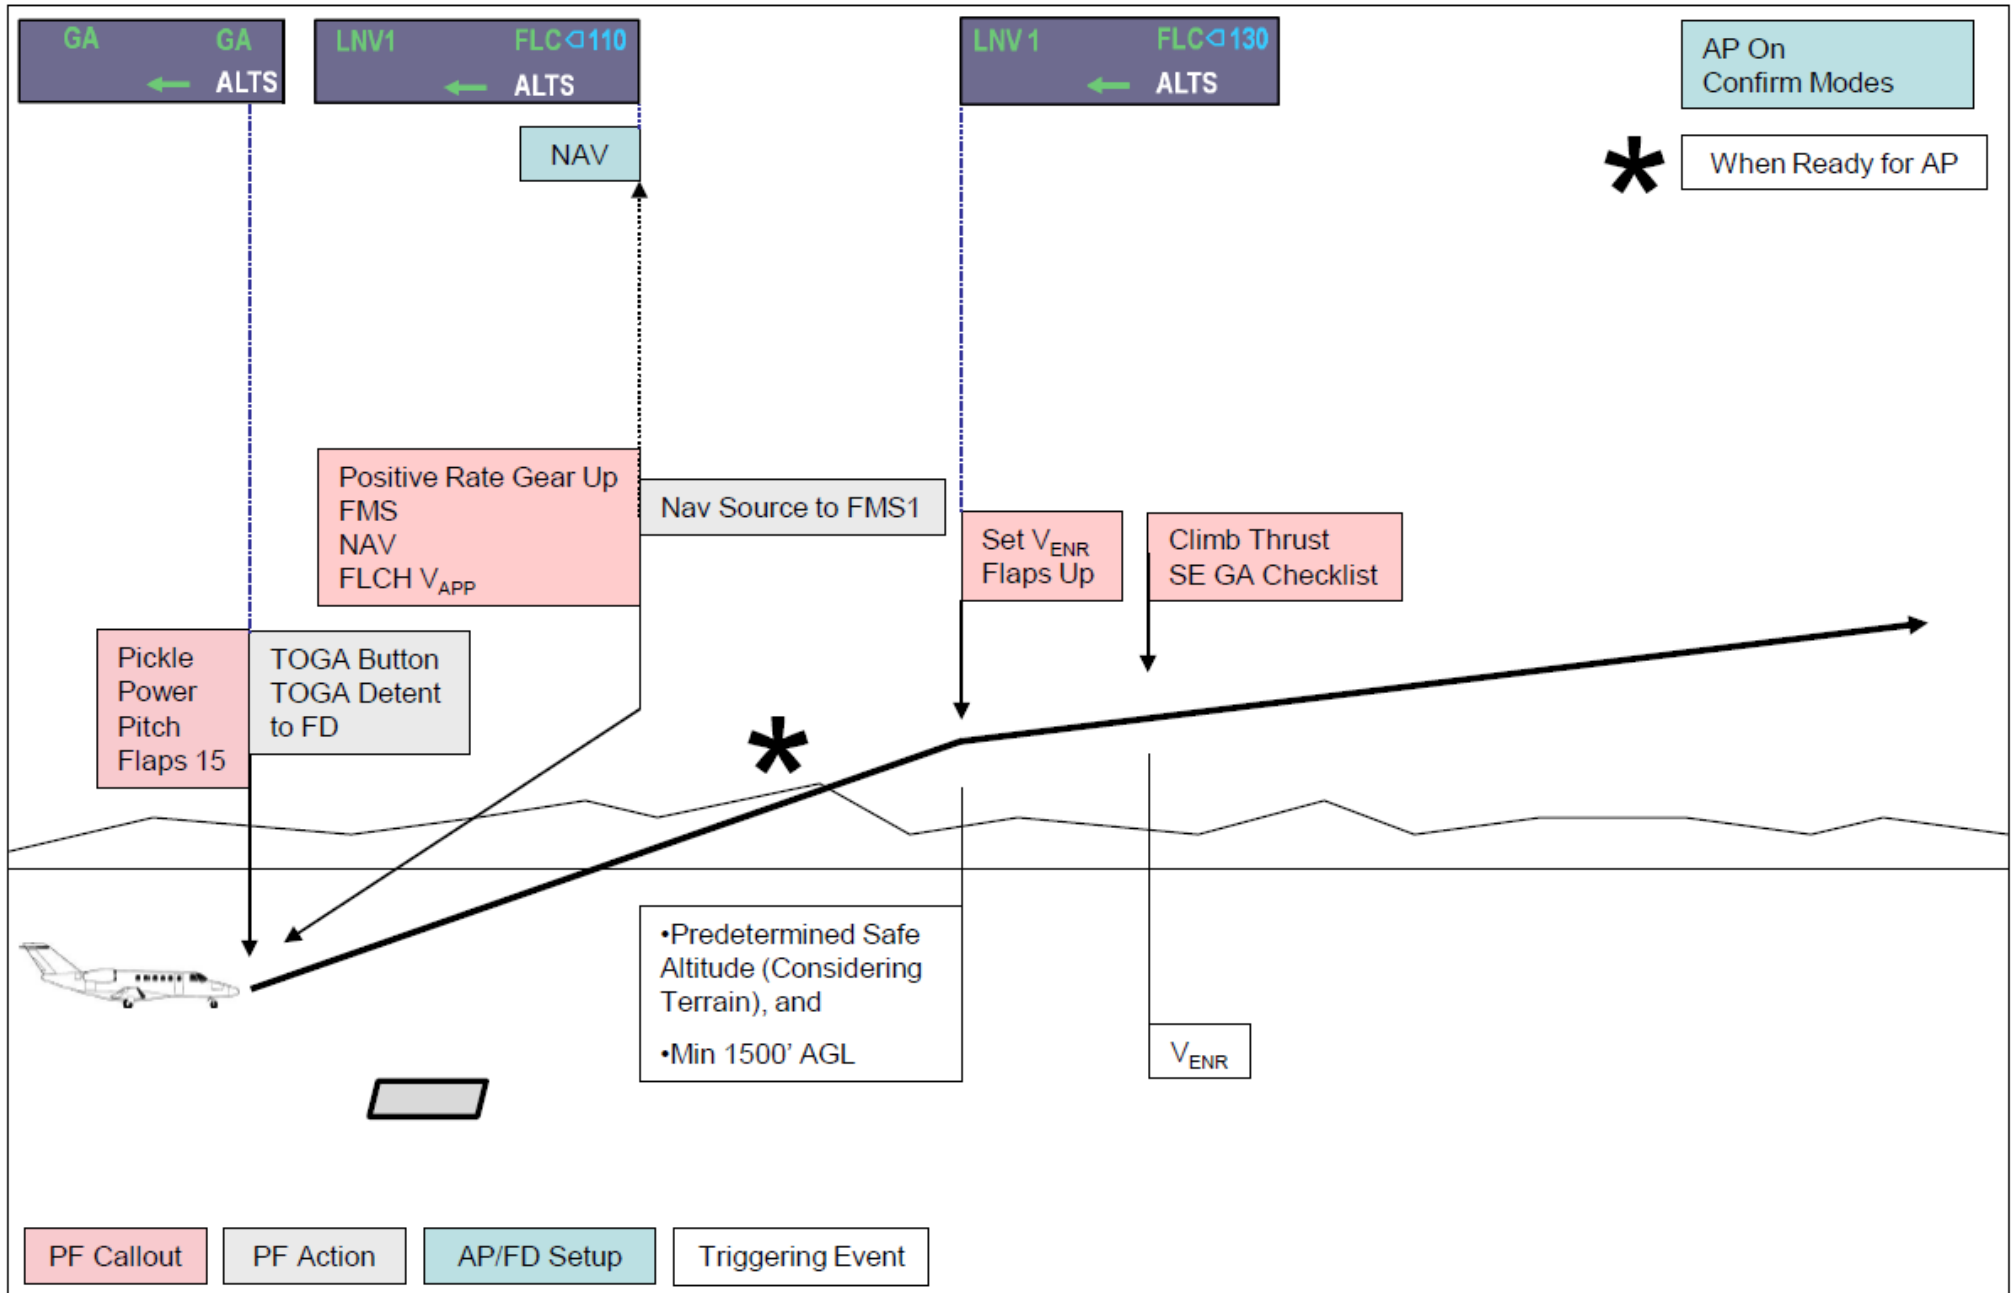 GA GA
← ALTS
LNV1 FLC 110
← ALTS
LNV 1 FLC 130
← ALTS
AP On
Confirm Modes
NAV
* When Ready for AP
Positive Rate Gear Up
FMS
NAV
FLCH VAPP
Nav Source to FMS1
Set VENR
Flaps Up
Climb Thrust
SE GA Checklist
Pickle
Power
Pitch
Flaps 15
TOGA Button
TOGA Detent
to FD
*
•Predetermined Safe
Altitude (Considering
Terrain), and
•Min 1500' AGL
VENR
PF Callout
PF Action
AP/FD Setup
Triggering Event